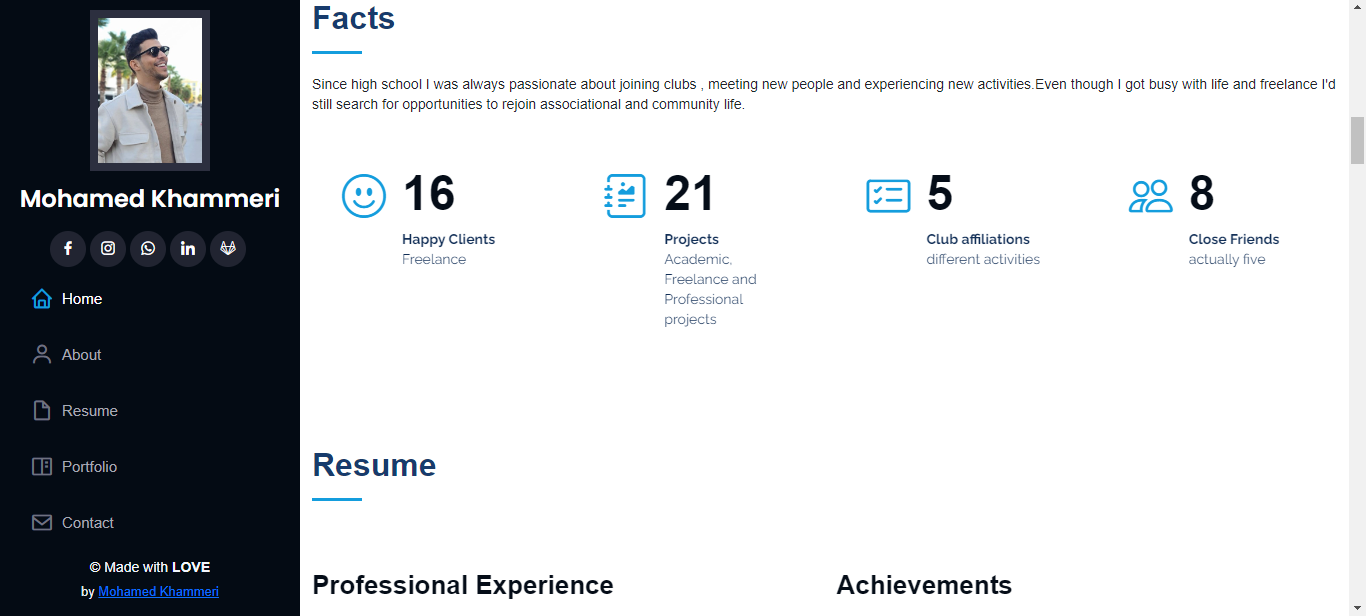 Mohamed Khammeri
Home
About
Resume
Portfolio
Contact
© Made with LOVE
by Mohamed Khammeri
Facts
Since high school I was always passionate about joining clubs , meeting new people and experiencing new activities.Even though I got busy with life and freelance I'd
still search for opportunities to rejoin associational and community life.
16
Happy Clients
Freelance
21
Projects
Academic,
Freelance and
Professional
projects
5
Club affiliations
different activities
8
Close Friends
actually five
Resume
Professional Experience
Achievements